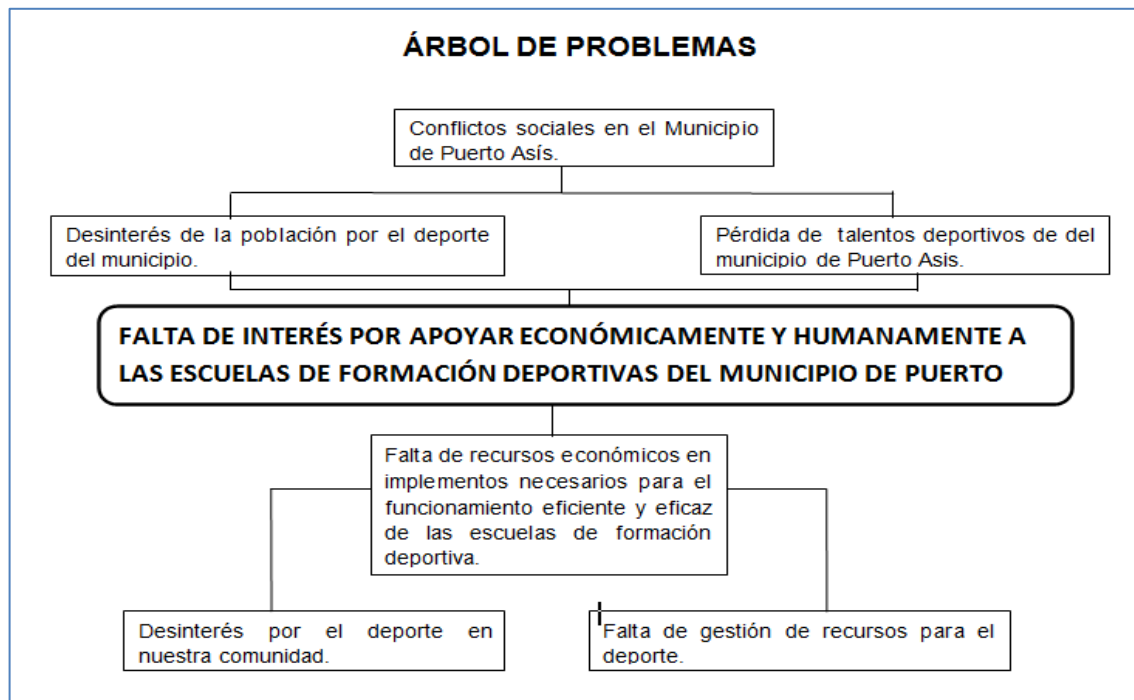 ÁRBOL DE PROBLEMAS
Conflictos sociales en el Municipio
de Puerto Asís.
Desinterés de la población por el deporte
del municipio.
Pérdida de talentos deportivos de del
municipio de Puerto Asis.
FALTA DE INTERÉS POR APOYAR ECONÓMICAMENTE Y HUMANAMENTE A
LAS ESCUELAS DE FORMACIÓN DEPORTIVAS DEL MUNICIPIO DE PUERTO
Falta de recursos económicos en
implementos necesarios para el
funcionamiento eficiente y eficaz
de las escuelas de formación
deportiva.
Desinterés por el deporte en
nuestra comunidad.
Falta de gestión de recursos para el
deporte.